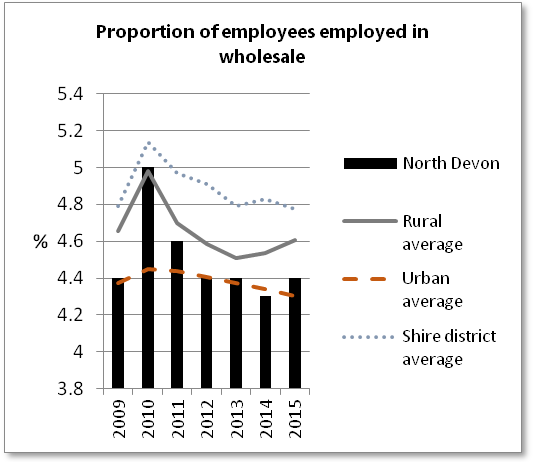 Proportion of employees employed in
wholesale
5.4
5.2
5
4.8
4.6
4.4
4.2
4
3.8
%
2009
2010
2011
2012
2013
2014
2015
North Devon
Rural
average
Urban
average
Shire district
average